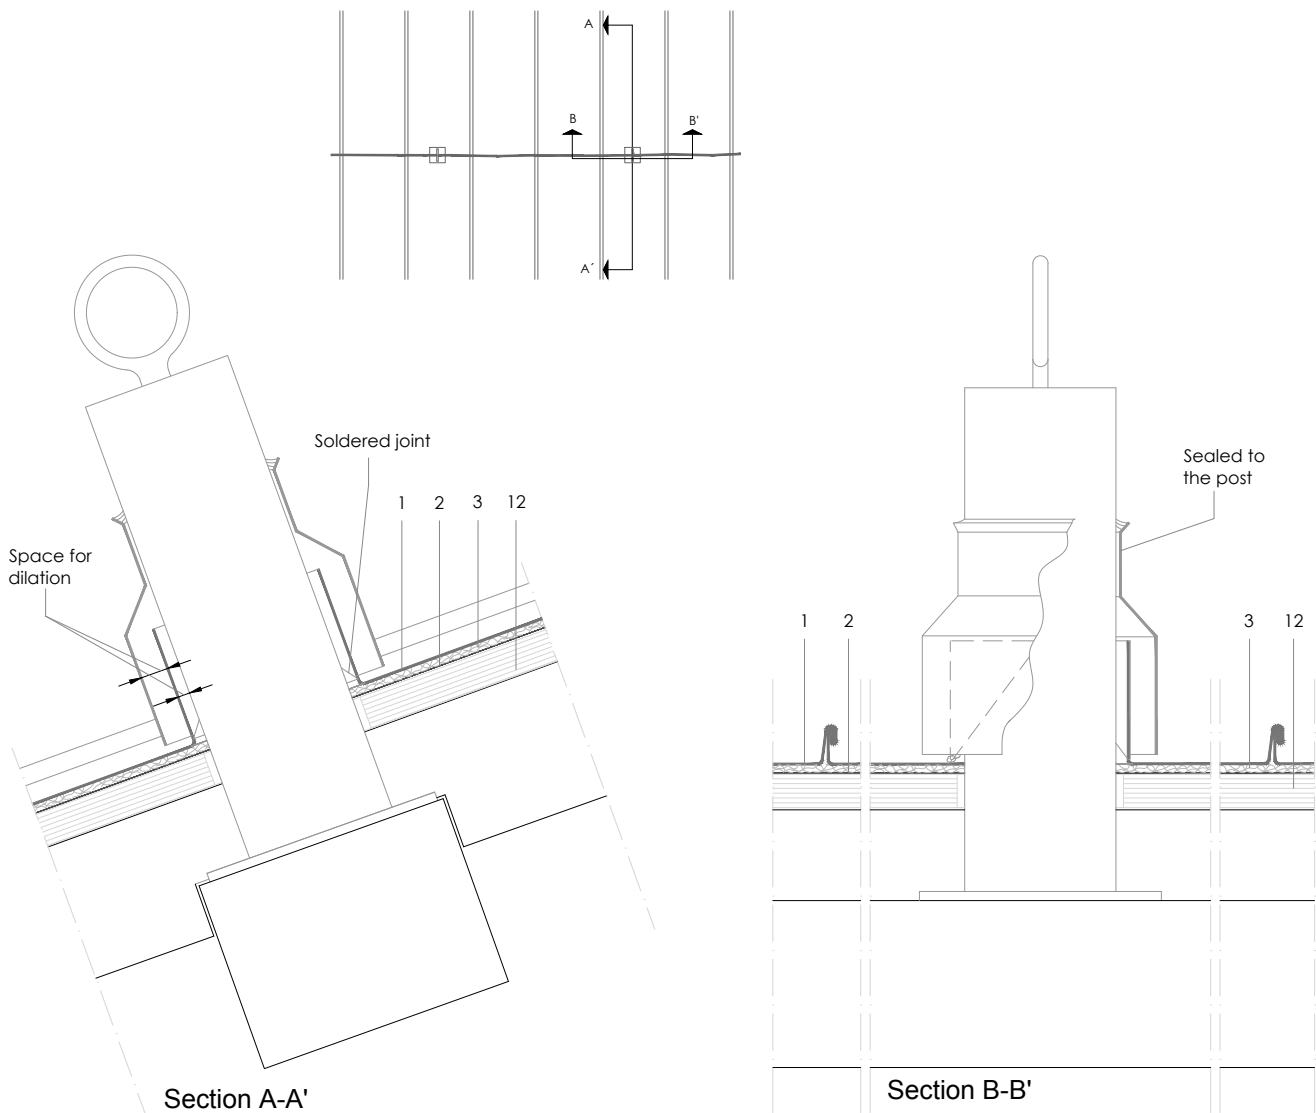 A
B
B'
A´
Soldered joint
1
2
3
12
Space for
dilation
Sealed to
the post
1
2
3
12
Section A-A'
Section B-B'